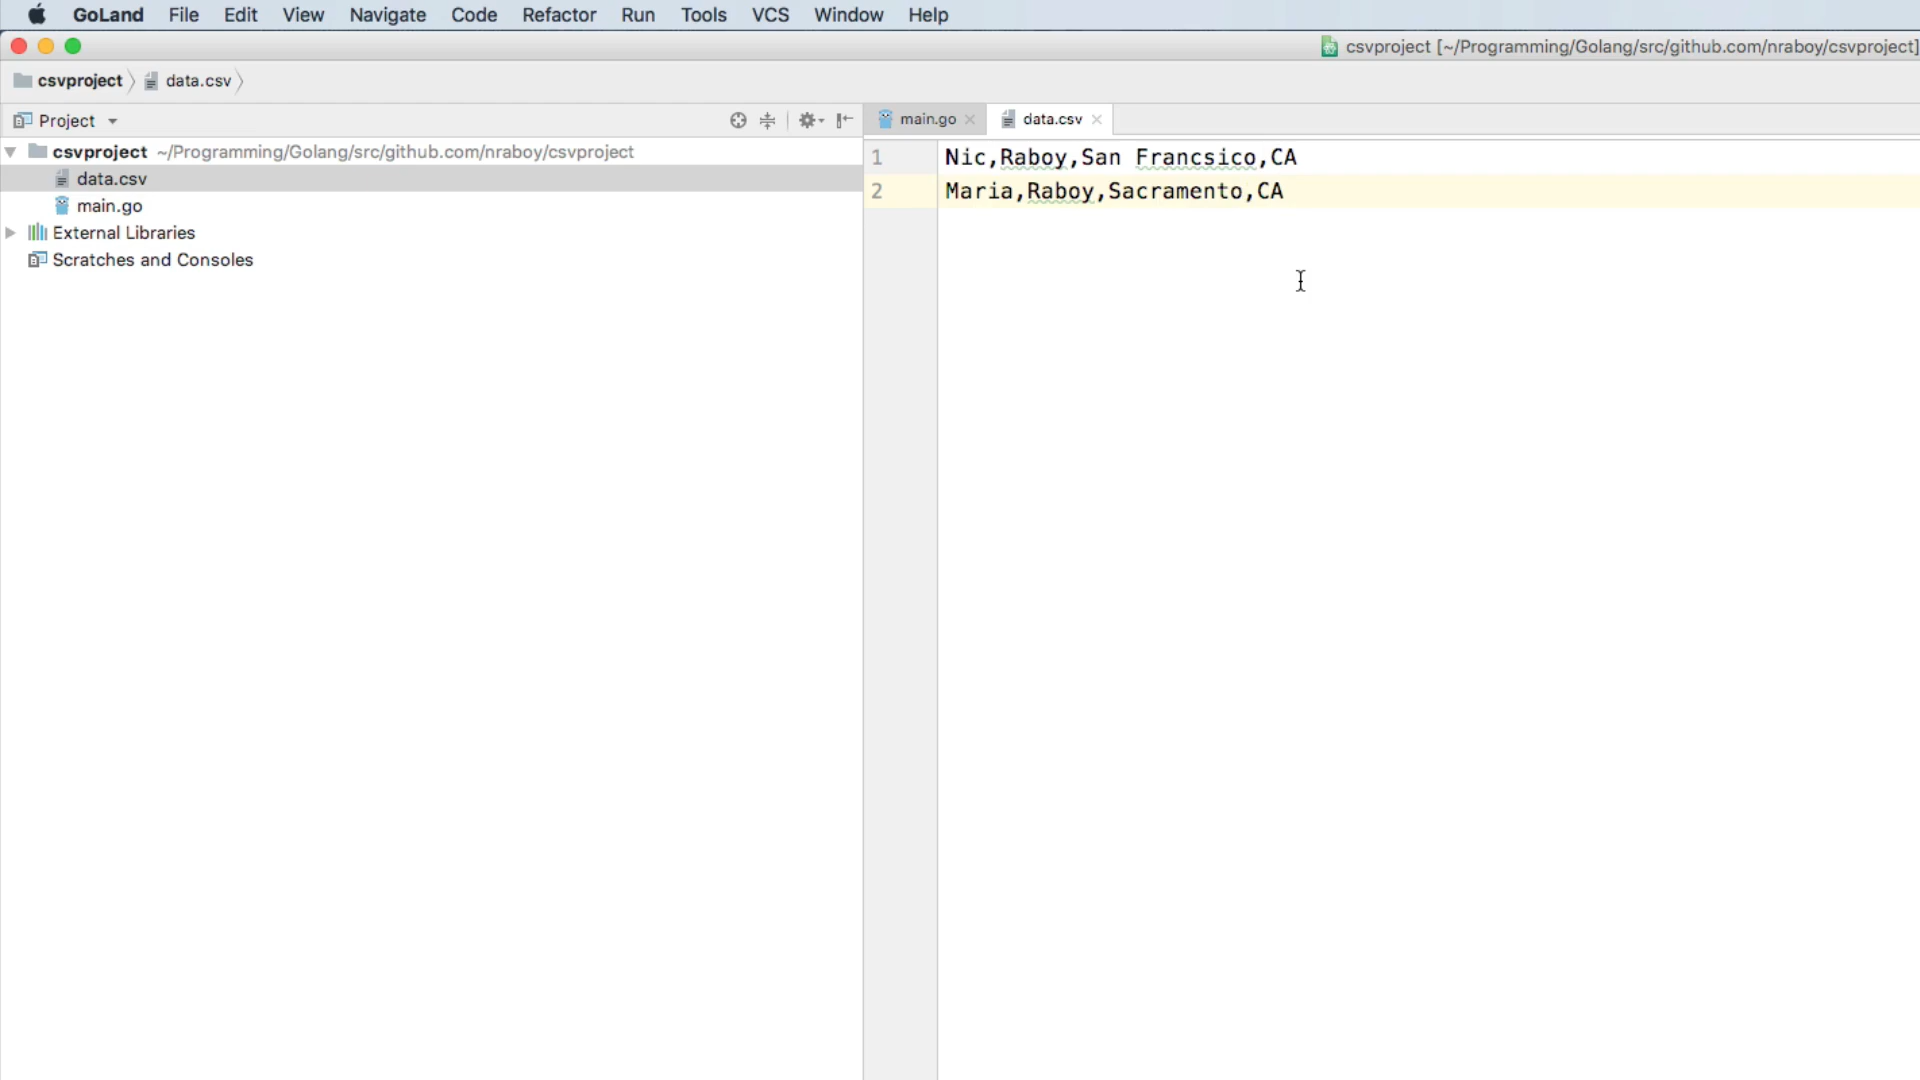 GoLand File Edit View Navigate Code Refactor Run Tools VCS Window Help
csvproject [~/Programming/Golang/src/github.com/nraboy/csvproject]
csvproject data.csv
Project
main.go data.csv
csvproject ~/Programming/Golang/src/github.com/nraboy/csvproject
data.csv
main.go
External Libraries
Scratches and Consoles
1 Nic,Raboy,San Francsico,CA
2 Maria,Raboy,Sacramento,CA